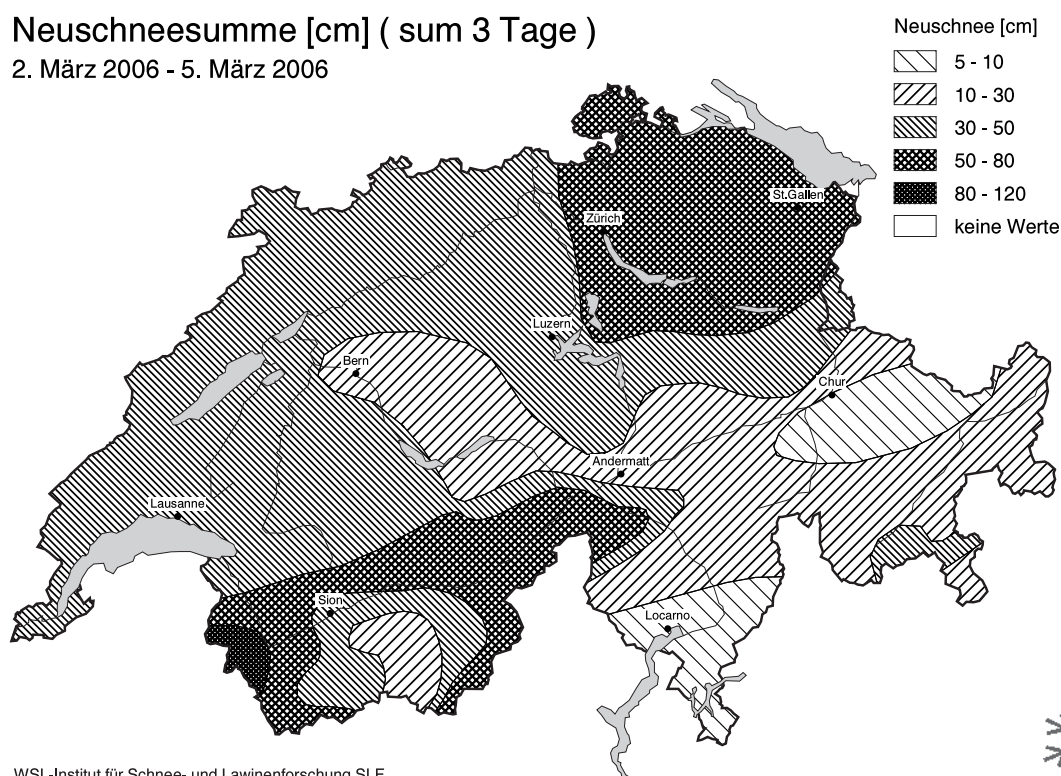 Neuschneesumme [cm] ( sum 3 Tage )
2. März 2006 - 5. März 2006
Neuschnee [cm]
5 - 10
10 - 30
30 - 50
50 - 80
80 - 120
keine Werte
St.Gallen
Zürich
Luzern
Bern
Chur
Andermatt
Lausanne
Sion
Locarno
WSL-Institut für Schnee- und Lawinenforschung SLF